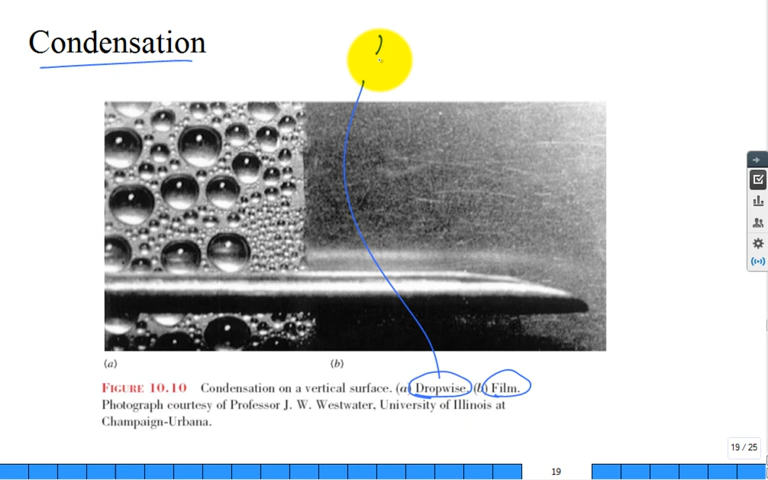 Condensation
(a)
(b)
FIGURE 10.10 Condensation on a vertical surface. (a) Dropwise. (b) Film.
Photograph courtesy of Professor J. W. Westwater, University of Illinois at
Champaign-Urbana.
19 / 25
19